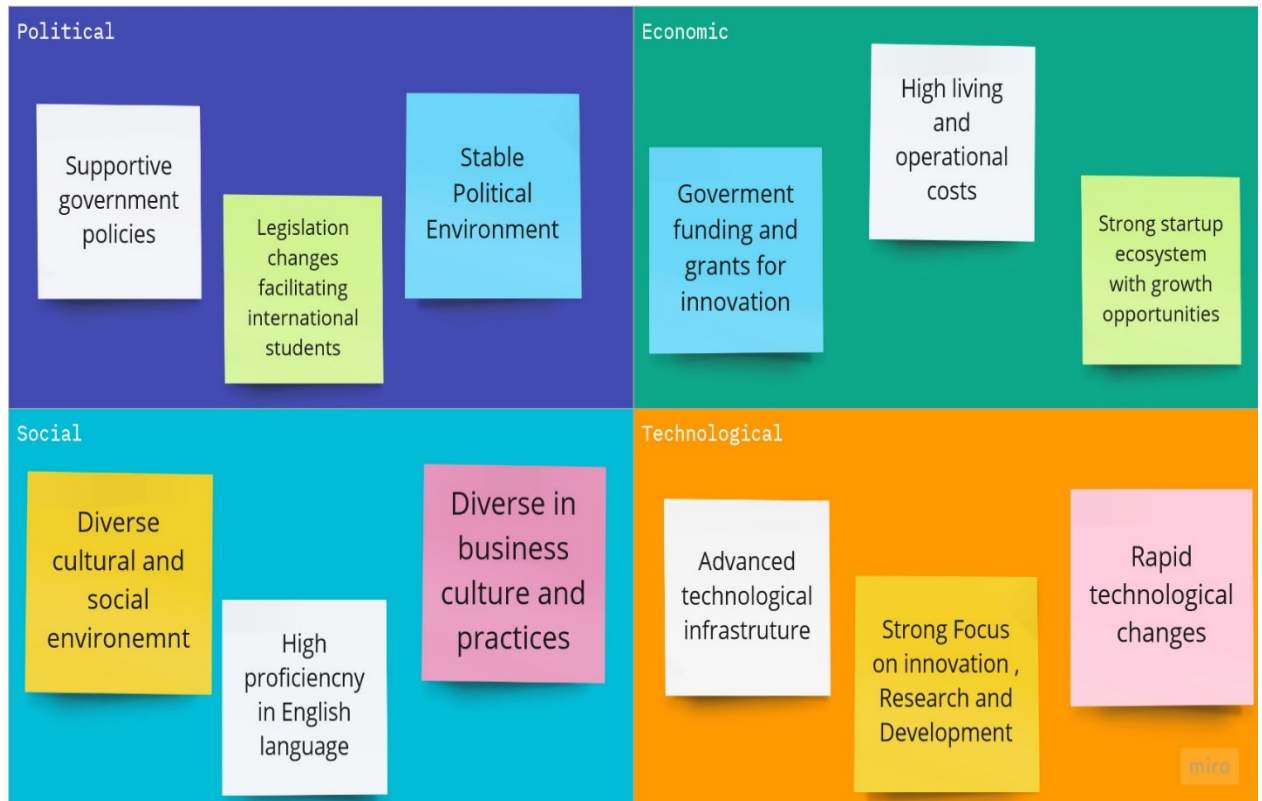 Political
Supportive
government
policies
Legislation
changes
facilitating
international
students
Stable
Political
Environment
Economic
Goverment
funding and
grants for
innovation
High living
and
operational
costs
Strong startup
ecosystem
with growth
opportunities
Social
Diverse
cultural and
social
environemnt
High
proficiencny
in English
language
Diverse in
business
culture and
practices
Technological
Advanced
technological
infrastruture
Strong Focus
on innovation ,
Research and
Development
Rapid
technological
changes
miro